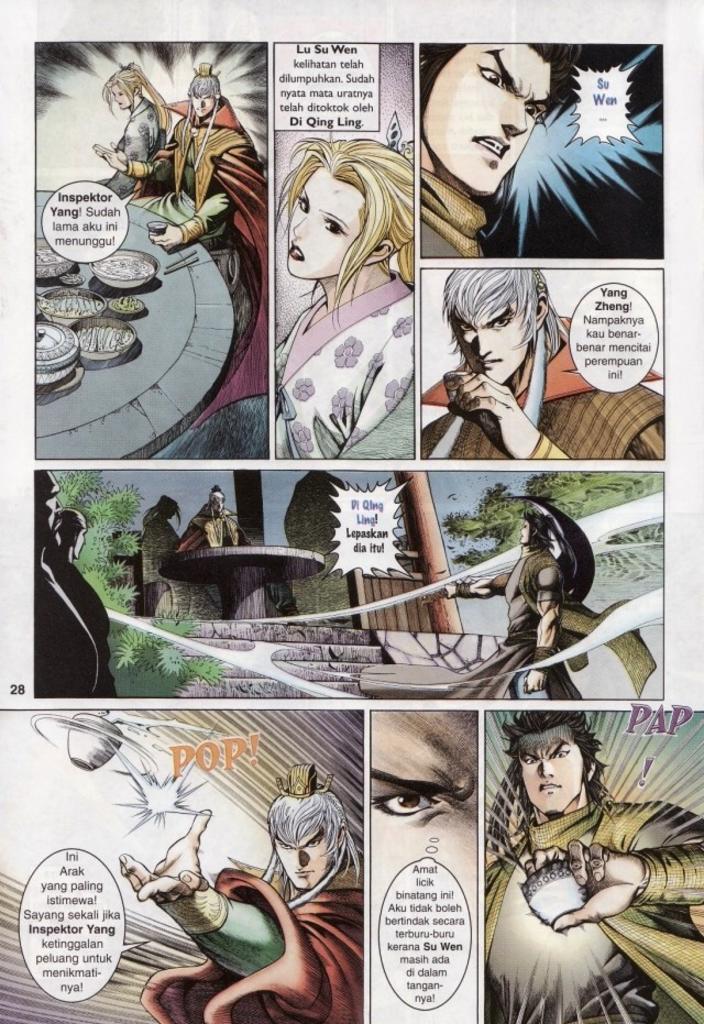 Inspektor
Yang! Sudah
lama aku ini
menunggu!
Lu Su Wen
kelihatan telah
dilumpuhkan. Sudah
nyata mata uratnya
telah ditoktok oleh
Di Qing Ling.
Su
Wen
...
Yang
Zheng!
Nampaknya
kau benar-
benar mencitai
perempuan
ini!
Di Qing
Ling!
Lepaskan
dia itu!
28
POP!
Ini
Arak
yang paling
istimewa!
Sayang sekali jika
Inspektor Yang
ketinggalan
peluang untuk
menikmati-
nya!
Amat
licik
binatang ini!
Aku tidak boleh
bertindak secara
terburu-buru
kerana Su Wen
masih ada
di dalam
tangan-
nya!
PAP
!